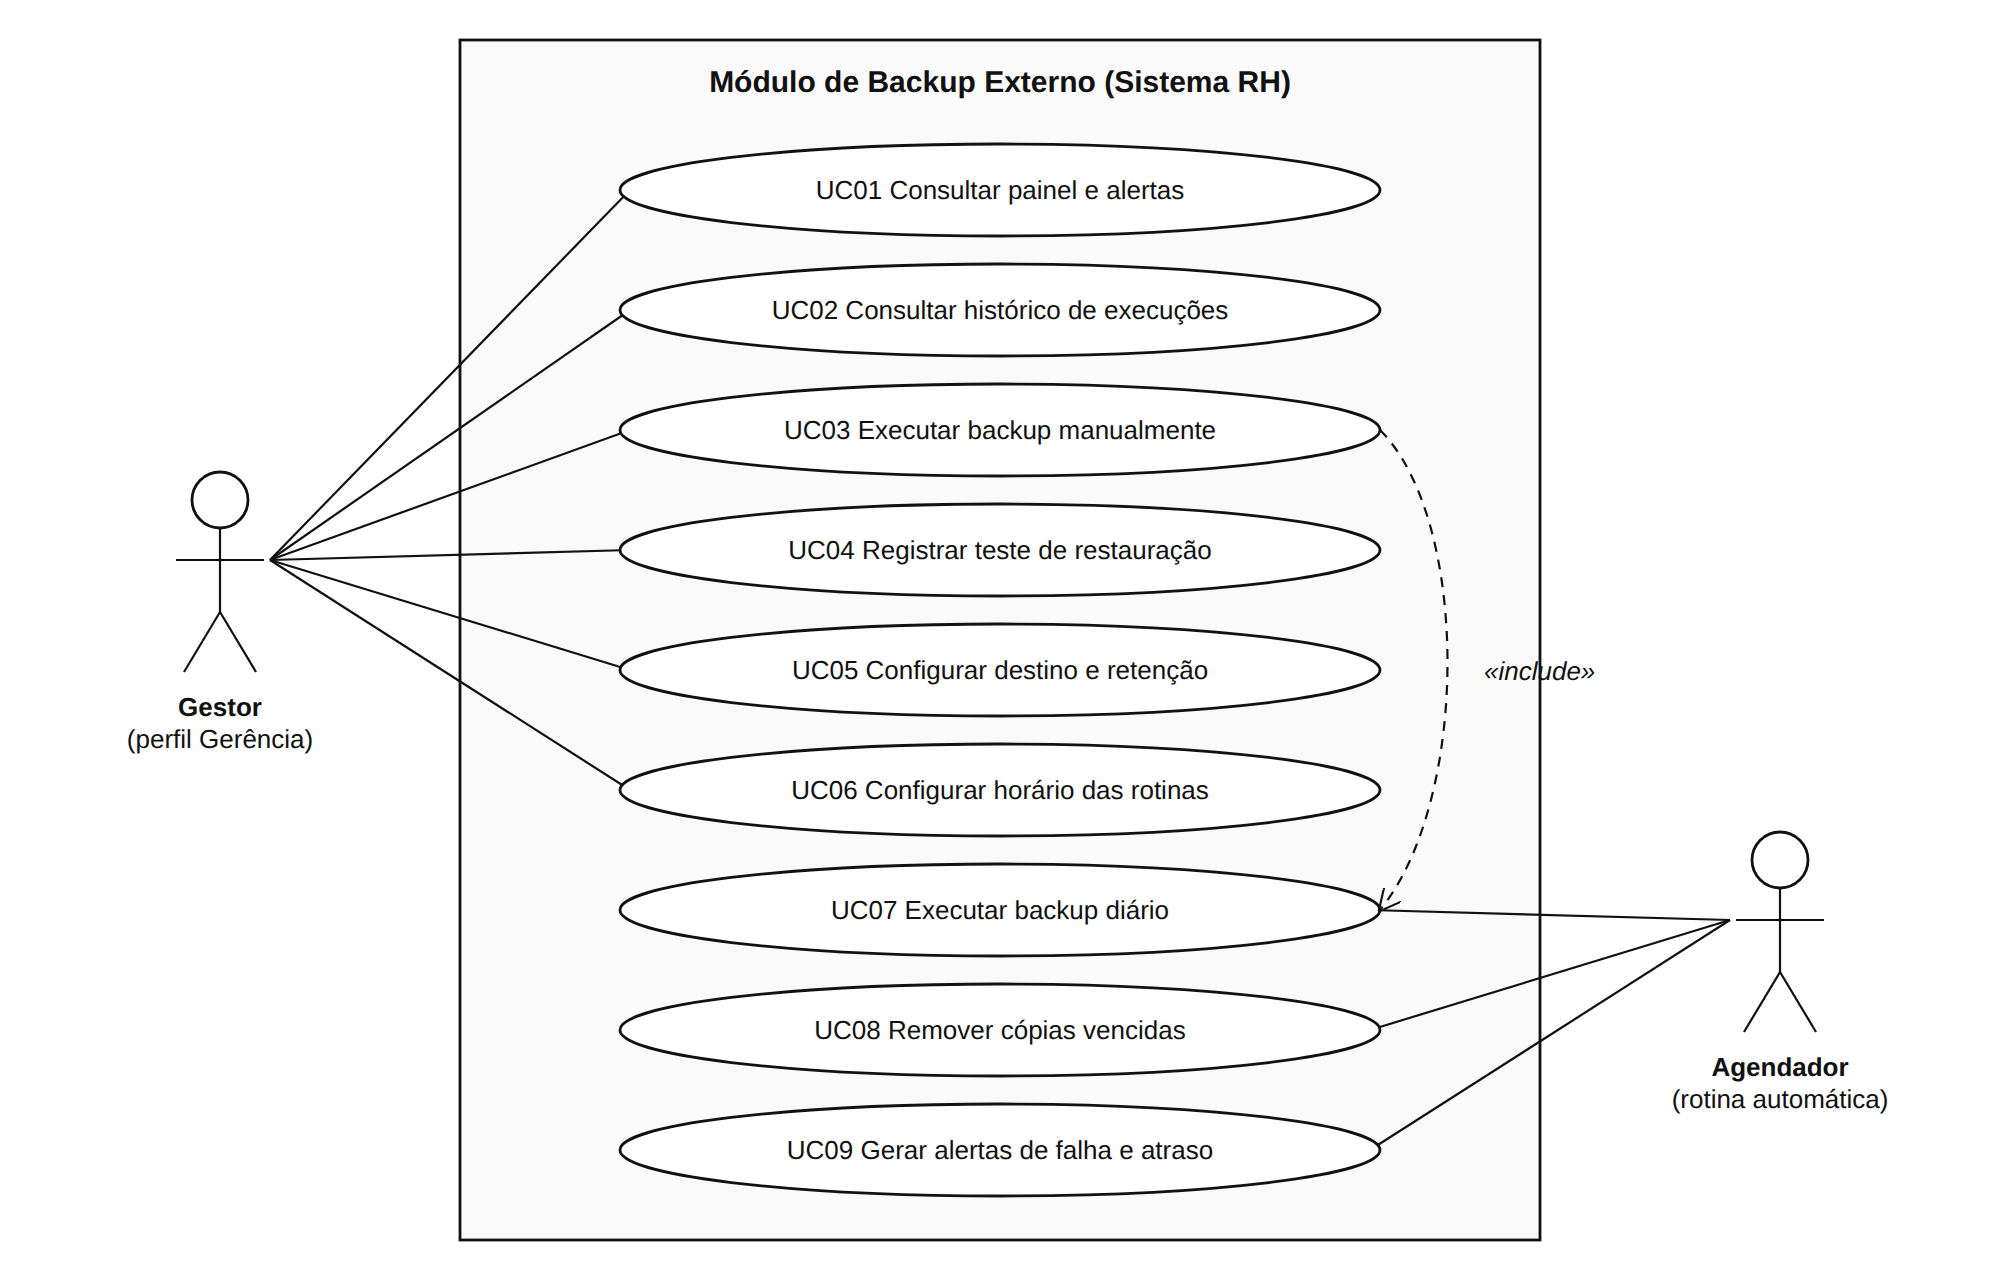 Módulo de Backup Externo (Sistema RH)
UC01 Consultar painel e alertas
UC02 Consultar histórico de execuções
UC03 Executar backup manualmente
UC04 Registrar teste de restauração
UC05 Configurar destino e retenção
«include»
Gestor
(perfil Gerência)
UC06 Configurar horário das rotinas
UC07 Executar backup diário
UC08 Remover cópias vencidas
Agendador
(rotina automática)
UC09 Gerar alertas de falha e atraso